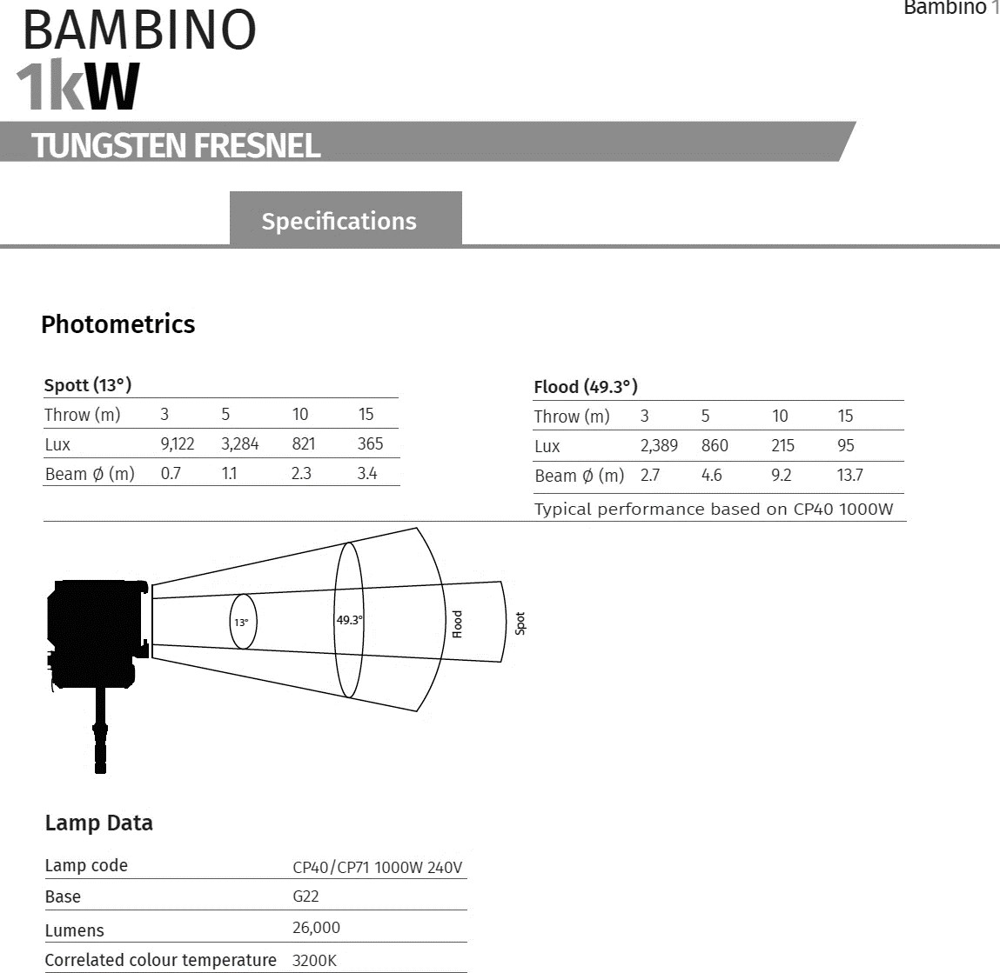 Bambino 1
BAMBINO
1kW
TUNGSTEN FRESNEL
Specifications
Photometrics
Spott (13°)
Throw (m) 3 5 10 15
Lux 9,122 3,284 821 365
Beam Ø (m) 0.7 1.1 2.3 3.4
Flood (49.3°)
Throw (m) 3 5 10 15
Lux 2,389 860 215 95
Beam Ø (m) 2.7 4.6 9.2 13.7
Typical performance based on CP40 1000W
13°
49.3°
Flood
Spot
Lamp Data
Lamp code CP40/CP71 1000W 240V
Base G22
Lumens 26,000
Correlated colour temperature 3200K